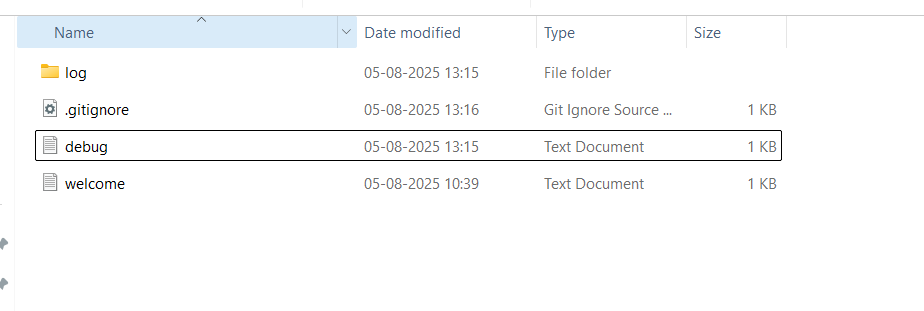 Name Date modified Type Size
log 05-08-2025 13:15 File folder
.gitignore 05-08-2025 13:16 Git Ignore Source ... 1 KB
debug 05-08-2025 13:15 Text Document 1 KB
welcome 05-08-2025 10:39 Text Document 1 KB